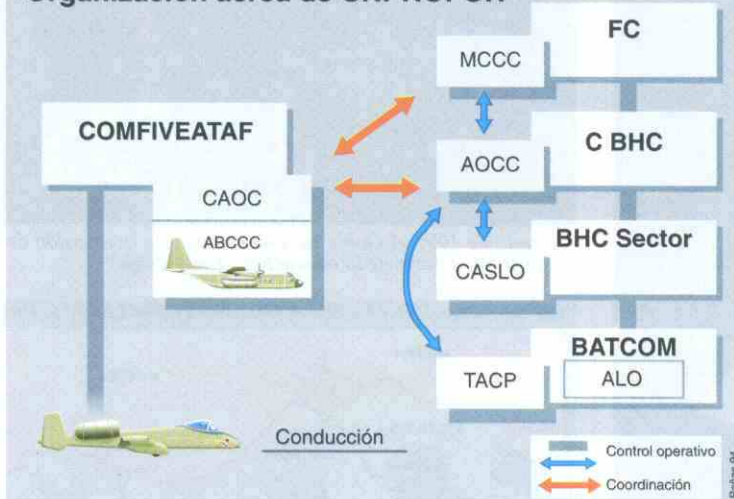 FC
MCCC
COMFIVEATAF
C BHC
AOCC
CAOC
ABCCC
BHC Sector
CASLO
BATCOM
TACP
ALO
Conducción
Control operativo
Coordinación